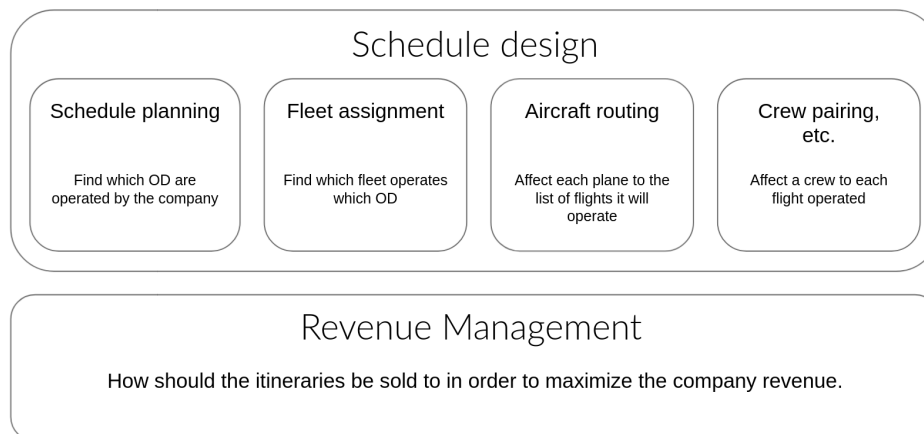 Schedule design
Schedule planning
Find which OD are
operated by the company
Fleet assignment
Find which fleet operates
which OD
Aircraft routing
Affect each plane to the
list of flights it will
operate
Crew pairing,
etc.
Affect a crew to each
flight operated
Revenue Management
How should the itineraries be sold to in order to maximize the company revenue.